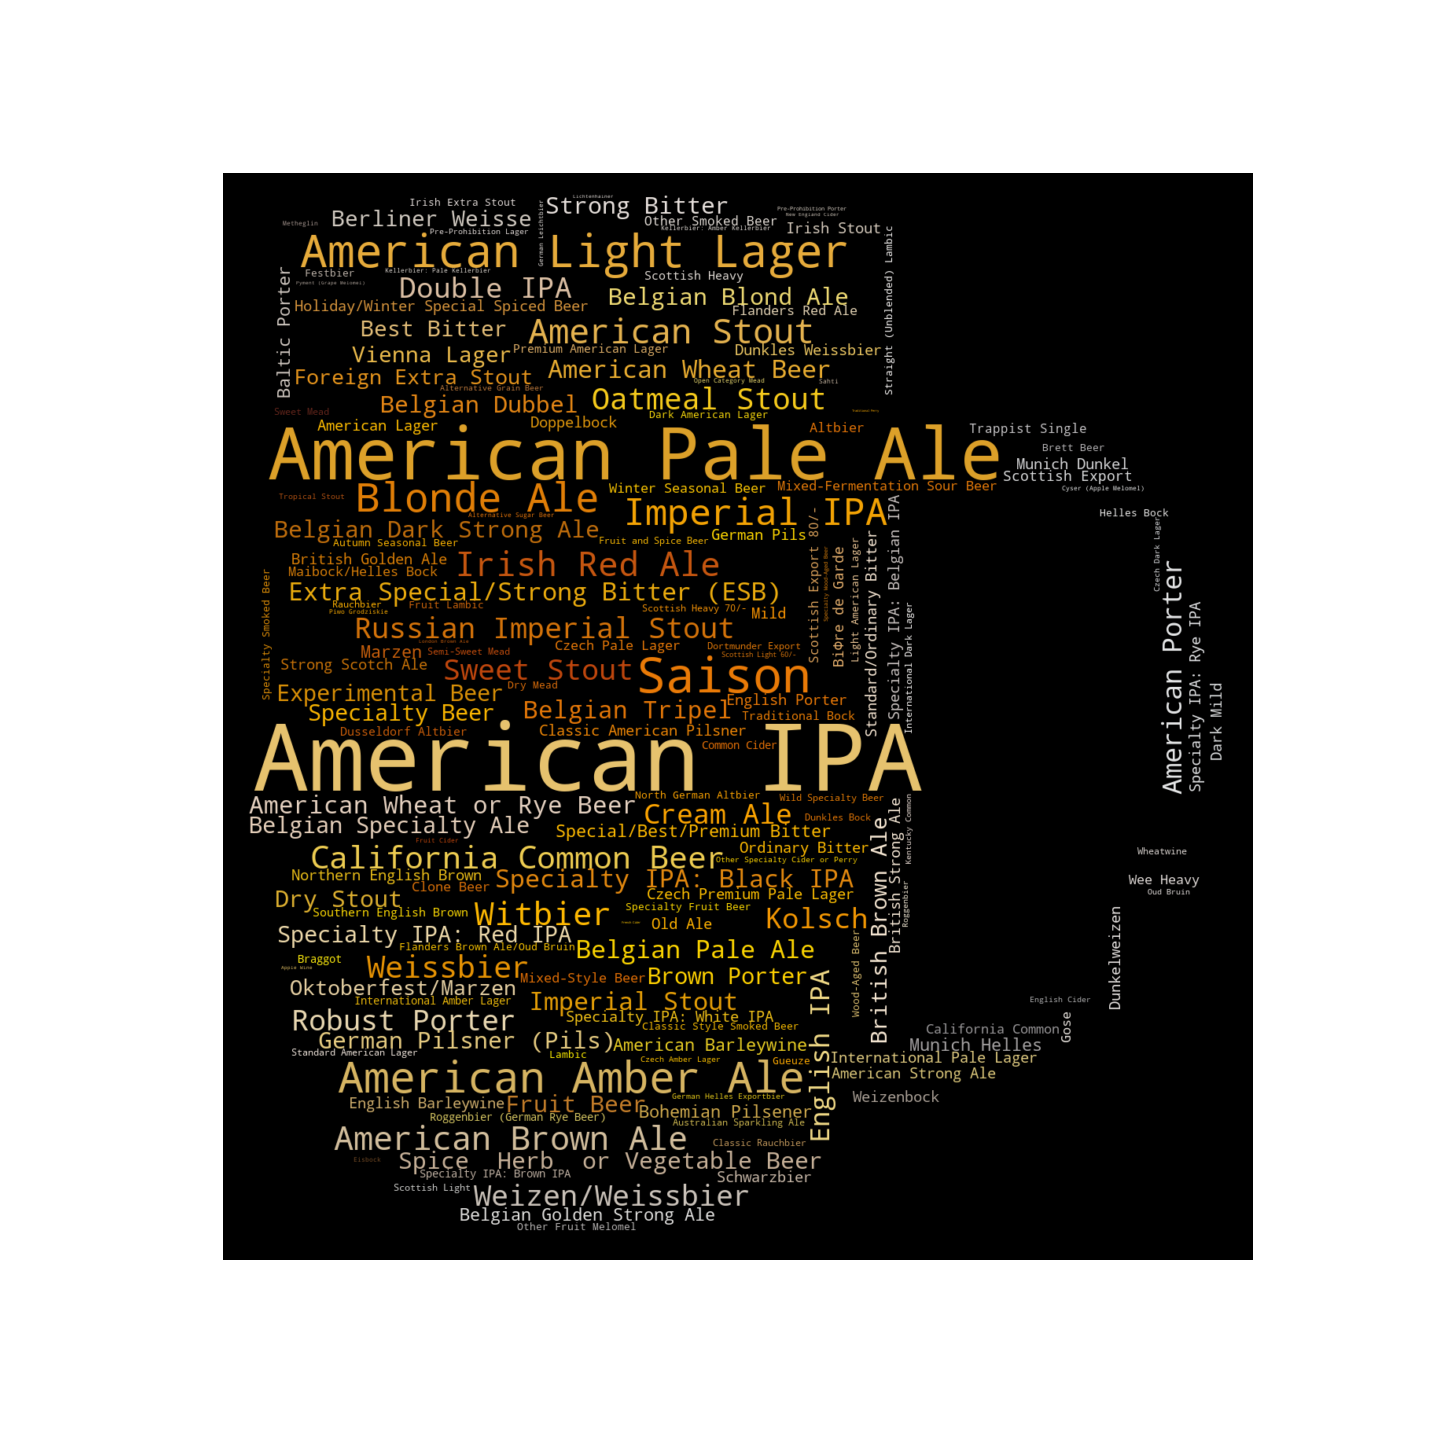 Lichtenhainer
Irish Extra Stout
Strong Bitter
Pre-Prohibition Porter
New England Cider
Berliner Weisse
Metheglin
Other Smoked Beer
Kellerbier: Amber Kellerbier
Irish Stout
Pre-Prohibition Lager
German Leichtbier
American Light Lager
Straight (Unblended) Lambic
Festbier
Kellerbier: Pale Kellerbier
Scottish Heavy
Pyment (Grape Melomel)
Double IPA
Belgian Blond Ale
Baltic Porter
Holiday/Winter Special Spiced Beer
Flanders Red Ale
Best Bitter
American Stout
Vienna Lager
Premium American Lager
Dunkles Weissbier
Foreign Extra Stout
American Wheat Beer
Open Category Mead
Sahti
Alternative Grain Beer
Belgian Dubbel
Oatmeal Stout
Sweet Mead
Dark American Lager
American Lager
Doppelbock
Altbier
Trappist Single
American Pale Ale
Brett Beer
Munich Dunkel
Scottish Export
Cyser (Apple Melomel)
Winter Seasonal Beer
Mixed-Fermentation Sour Beer
Tropical Stout
Blonde Ale
Imperial IPA
Alternative Sugar Beer
Helles Bock
Czech Dark Lager
Belgian Dark Strong Ale
German Pils
Autumn Seasonal Beer
Fruit and Spice Beer
Scottish Export 80/-
Specialty Wood-Aged Beer
BiФre de Garde
Light American Lager
Standard/Ordinary Bitter
Specialty IPA: Belgian IPA
International Dark Lager
British Golden Ale
Irish Red Ale
Maibock/Helles Bock
Extra Special/Strong Bitter (ESB)
Specialty Smoked Beer
Rauchbier
Fruit Lambic
Piwo Grodziskie
Scottish Heavy 70/-
Mild
American Porter
Specialty IPA: Rye IPA
Dark Mild
Russian Imperial Stout
London Brown Ale
Marzen
Semi-Sweet Mead
Czech Pale Lager
Dortmunder Export
Scottish Light 60/-
Strong Scotch Ale
Sweet Stout
Saison
Dry Mead
Experimental Beer
English Porter
Specialty Beer
Belgian Tripel
Traditional Bock
Dusseldorf Altbier
Classic American Pilsner
Common Cider
American IPA
North German Altbier
Wild Specialty Beer
American Wheat or Rye Beer
Cream Ale
Dunkles Bock
Belgian Specialty Ale
Special/Best/Premium Bitter
Fruit Cider
Ordinary Bitter
California Common Beer
Other Specialty Cider or Perry
British Brown Ale
British Strong Ale
Kentucky Common
Roggenbier
Wheatwine
Northern English Brown
Specialty IPA: Black IPA
Wee Heavy
Clone Beer
Czech Premium Pale Lager
Oud Bruin
Dry Stout
Southern English Brown
Witbier
Specialty Fruit Beer
Old Ale
Kolsch
Dunkelweizen
Specialty IPA: Red IPA
Flanders Brown Ale/Oud Bruin
Belgian Pale Ale
Wood-Aged Beer
Braggot
Apple Wine
Weissbier
Mixed-Style Beer
Brown Porter
English IPA
Oktoberfest/Marzen
International Amber Lager
Imperial Stout
English Cider
Robust Porter
Specialty IPA: White IPA
Classic Style Smoked Beer
California Common
Gose
German Pilsner (Pils)
American Barleywine
Munich Helles
Standard American Lager
Lambic
Czech Amber Lager
Gueuze
International Pale Lager
American Amber Ale
American Strong Ale
German Helles Exportbier
Weizenbock
English Barleywine
Fruit Beer
Bohemian Pilsener
Roggenbier (German Rye Beer)
Australian Sparkling Ale
American Brown Ale
Classic Rauchbier
Eisbock
Spice Herb or Vegetable Beer
Specialty IPA: Brown IPA
Schwarzbier
Scottish Light
Weizen/Weissbier
Belgian Golden Strong Ale
Other Fruit Melomel